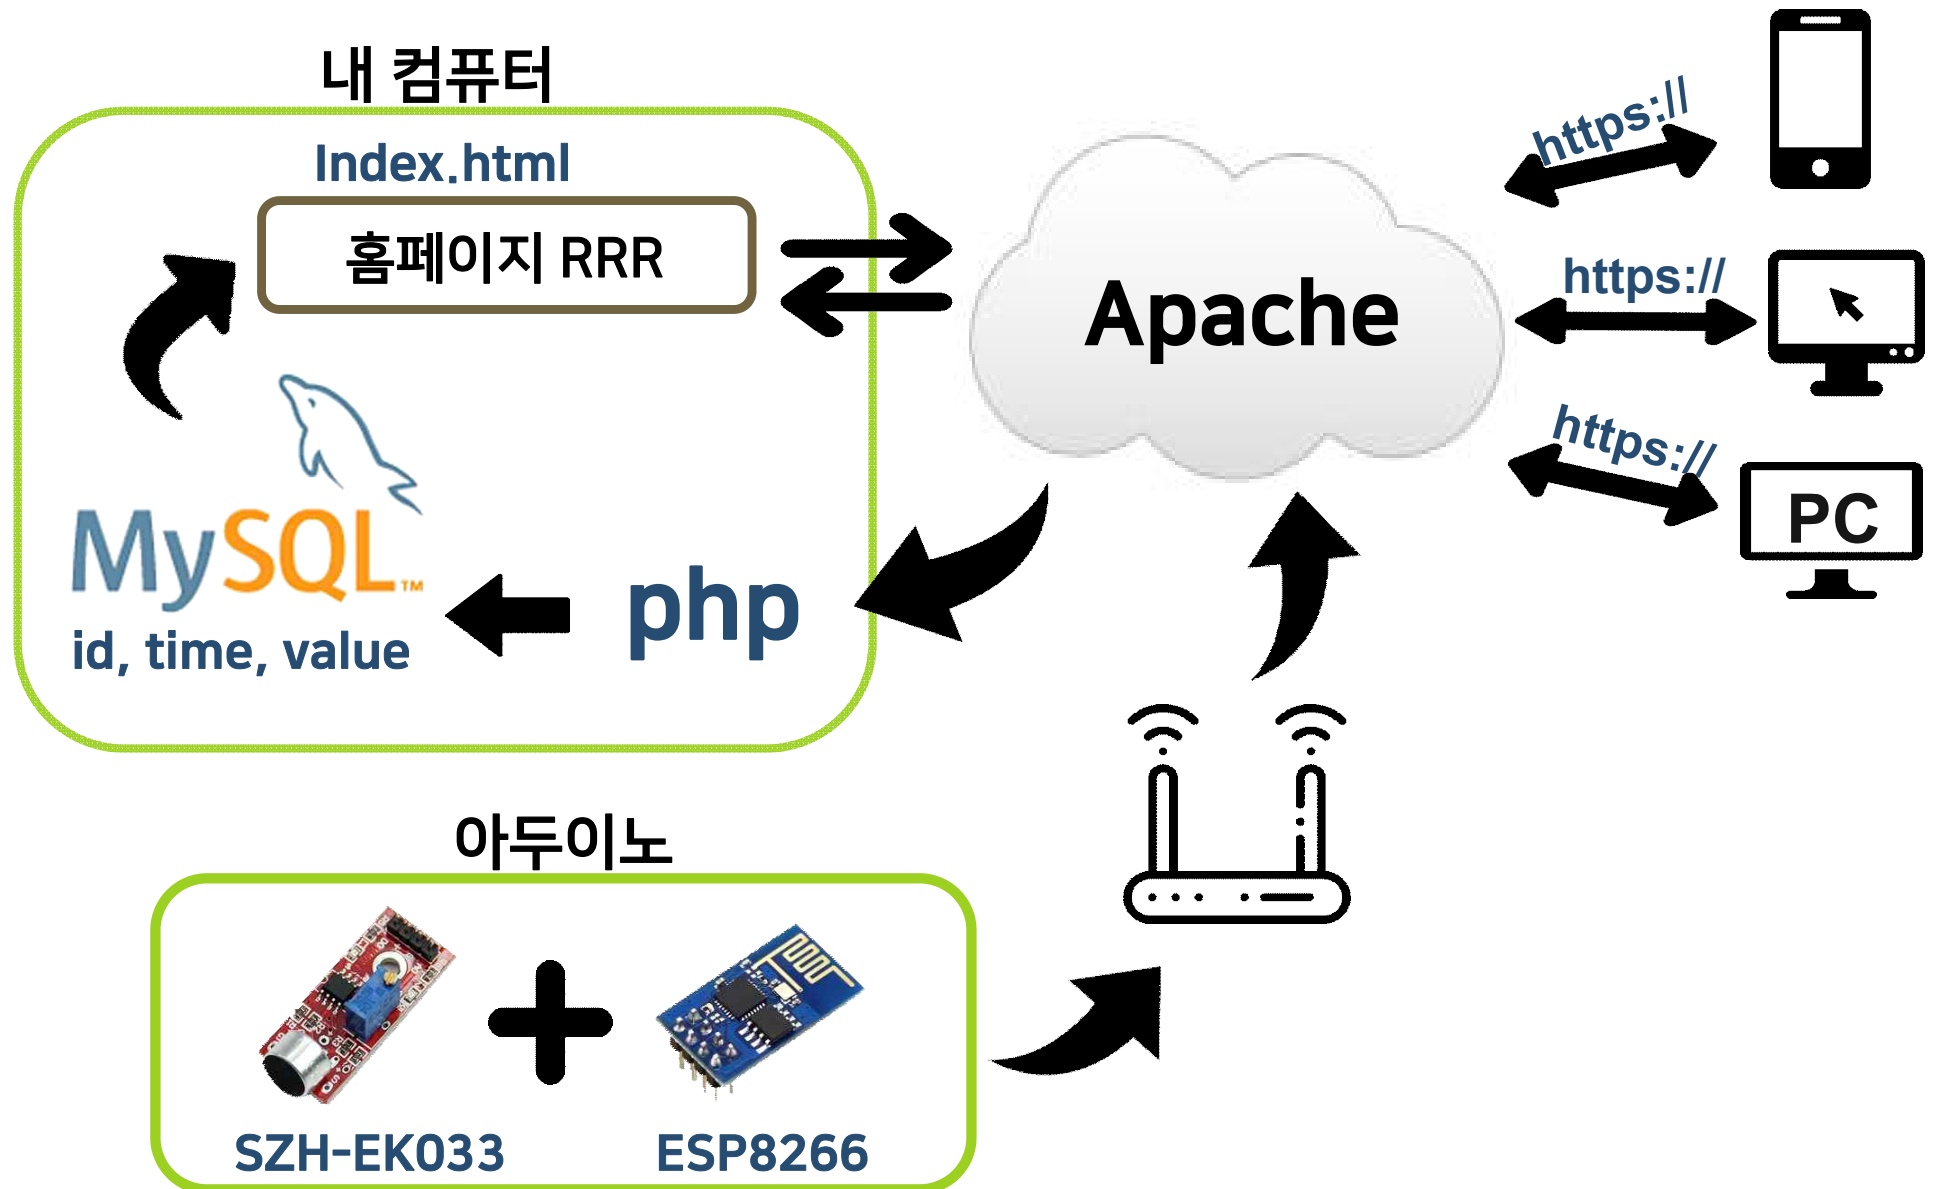 내 컴퓨터
Index.html
홈페이지 RRR
MySQL™
id, time, value
php
Apache
https://
https://
https://
PC
아두이노
SZH-EK033
ESP8266